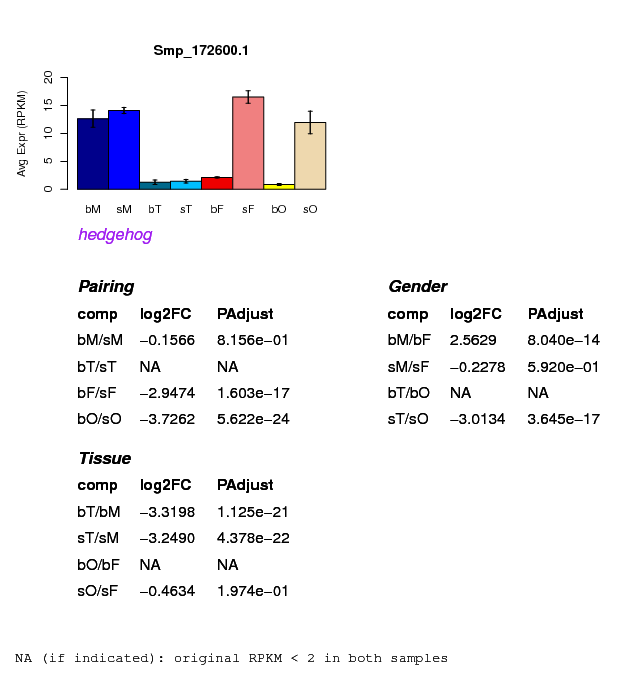 Smp_172600.1
Avg Expr (RPKM)
20
15
10
5
0
bM sM bT sT bF sF bO sO
hedgehog
Pairing
comp log2FC PAdjust
bM/sM −0.1566 8.156e−01
bT/sT NA NA
bF/sF −2.9474 1.603e−17
bO/sO −3.7262 5.622e−24
Gender
comp log2FC PAdjust
bM/bF 2.5629 8.040e−14
sM/sF −0.2278 5.920e−01
bT/bO NA NA
sT/sO −3.0134 3.645e−17
Tissue
comp log2FC PAdjust
bT/bM −3.3198 1.125e−21
sT/sM −3.2490 4.378e−22
bO/bF NA NA
sO/sF −0.4634 1.974e−01
NA (if indicated): original RPKM < 2 in both samples